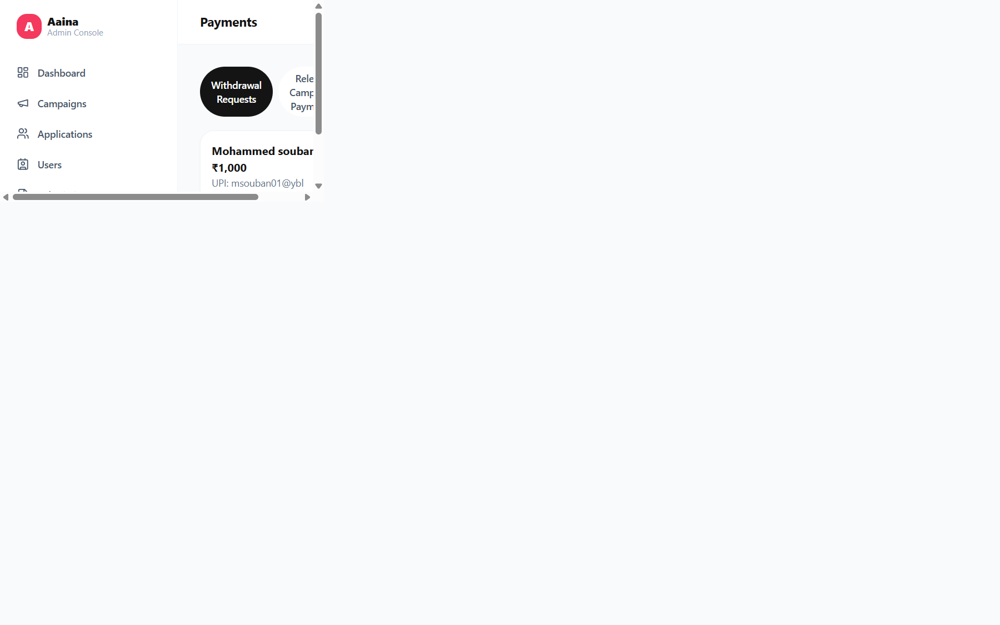 A
Aaina
Admin Console
Dashboard
Campaigns
Applications
Users
Payments
Withdrawal
Requests
Rele
Camp
Paym
Mohammed souban
₹1,000
UPI: msouban01@ybl